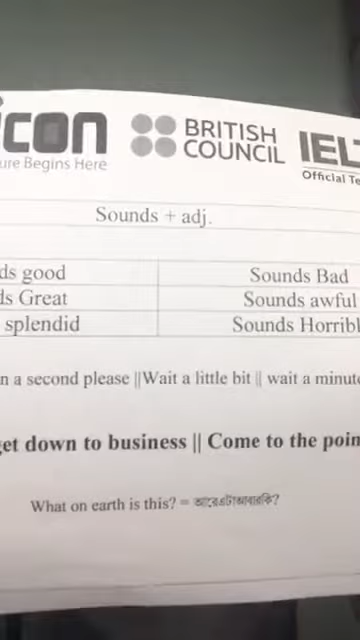 icon
ure Begins Here
BRITISH
COUNCIL
IELT
Official Te
Sounds + adj.
ds good
Sounds Bad
ds Great
Sounds awful
splendid
Sounds Horribl
n a second please ||Wait a little bit || wait a minute
get down to business || Come to the poin
What on earth is this? = আরেএটাআবারকি?